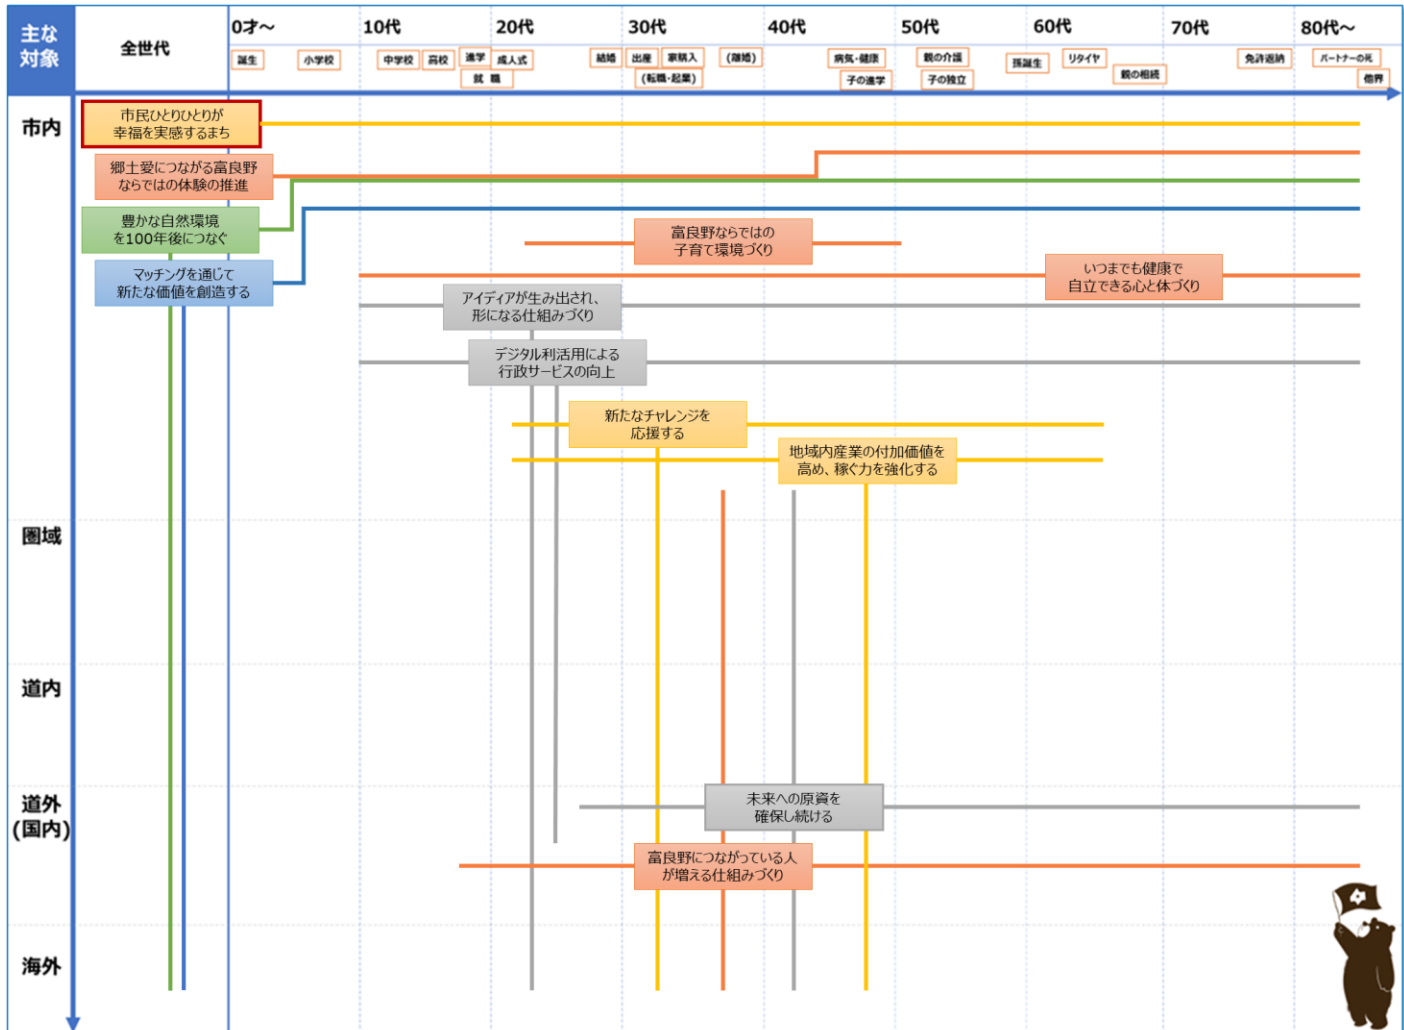 主な
対象
全世代
0才～
10代
20代
30代
40代
50代
60代
70代
80代～
誕生
小学校
中学校
高校
進学
成人式
就 職
結婚
出産
家購入
(離婚)
(転職・起業)
病気・健康
子の進学
親の介護
子の独立
孫誕生
リタイヤ
親の相続
免許返納
パートナーの死
他界
市内
市民ひとりひとりが
幸福を実感するまち
郷土愛につながる富良野
ならではの体験の推進
豊かな自然環境
を100年後につなぐ
マッチングを通じて
新たな価値を創造する
富良野ならではの
子育て環境づくり
いつまでも健康で
自立できる心と体づくり
アイディアが生み出され、
形になる仕組みづくり
デジタル利活用による
行政サービスの向上
新たなチャレンジを
応援する
地域内産業の付加価値を
高め、稼ぐ力を強化する
圏域
道内
道外
(国内)
未来への原資を
確保し続ける
富良野につながっている人
が増える仕組みづくり
海外